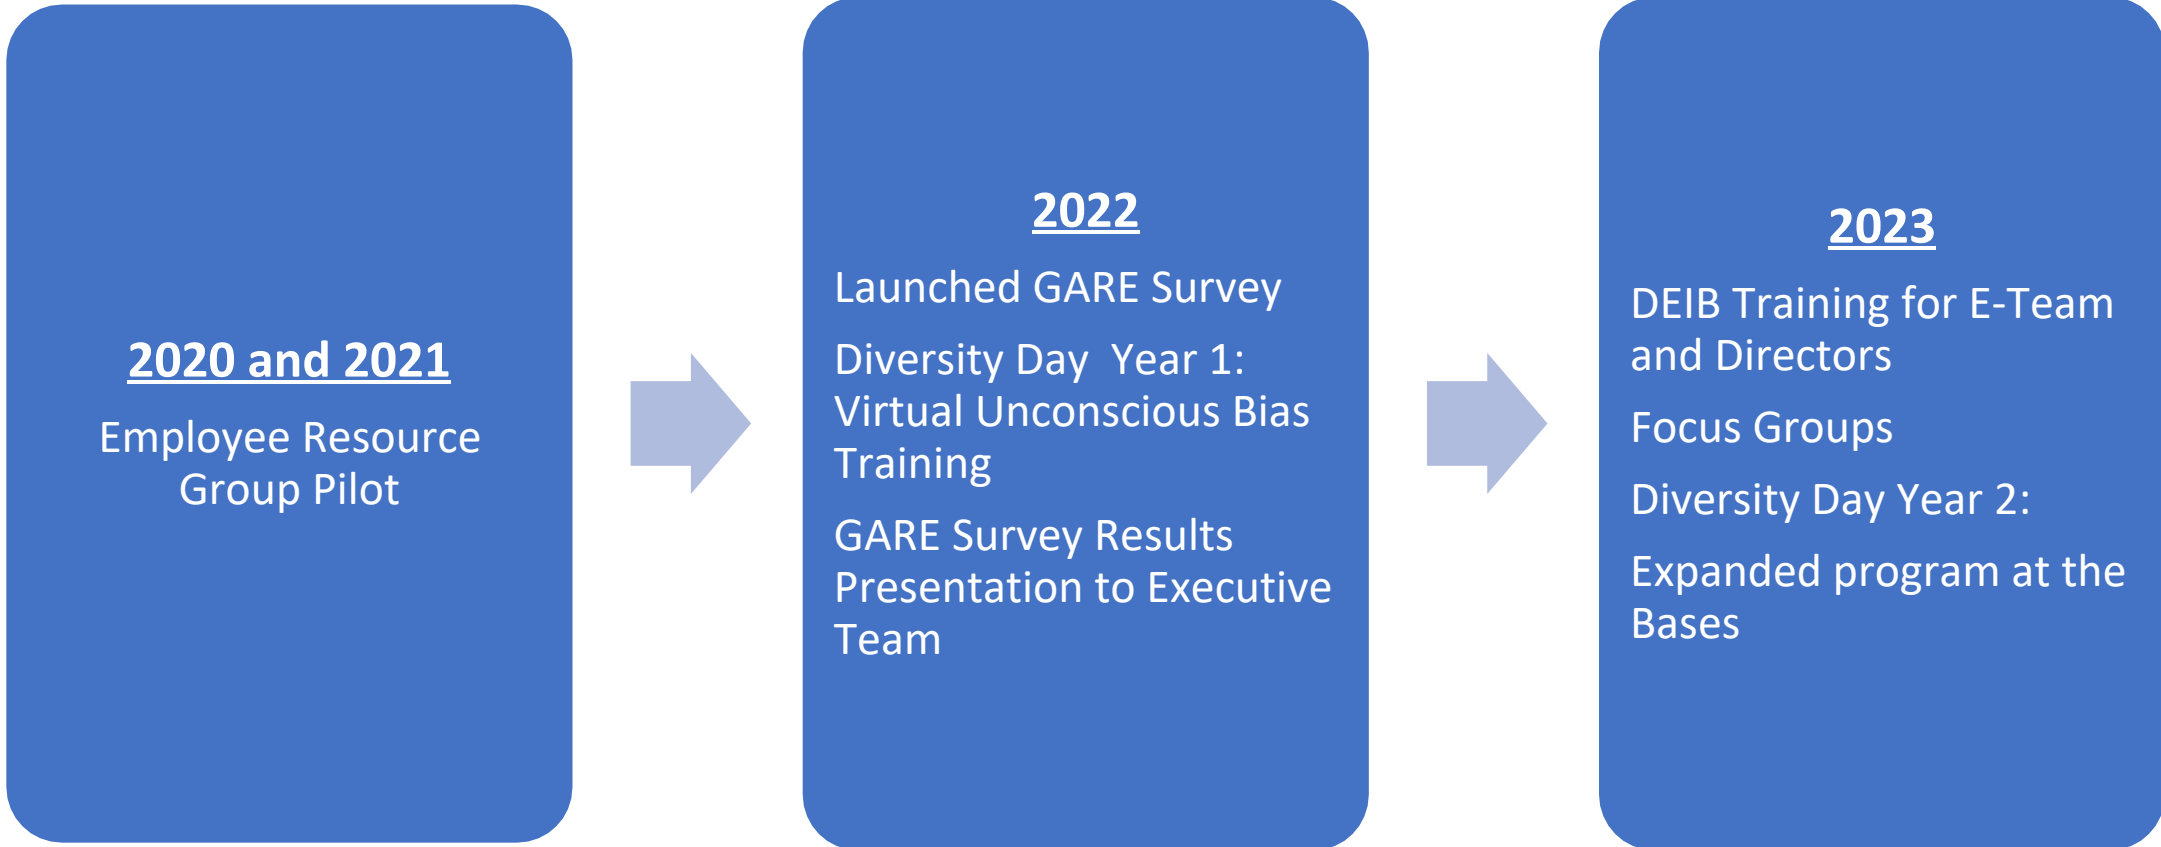 2020 and 2021
Employee Resource
Group Pilot
2022
Launched GARE Survey
Diversity Day  Year 1:
Virtual Unconscious Bias
Training
GARE Survey Results
Presentation to Executive
Team
2023
DEIB Training for E-Team
and Directors
Focus Groups
Diversity Day Year 2:
Expanded program at the
Bases